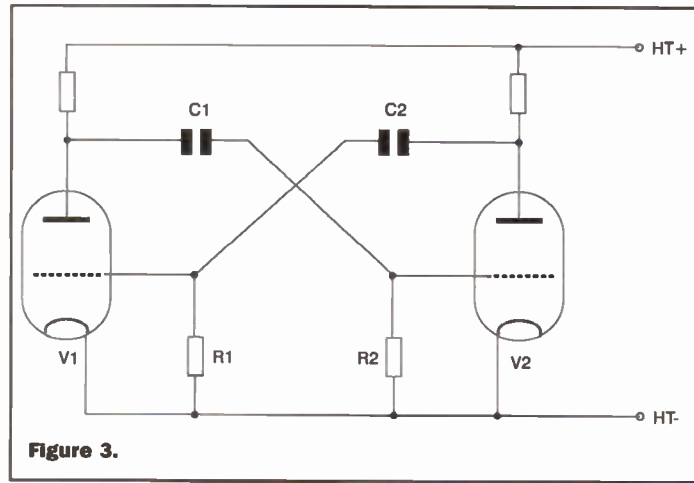 HT+
C1
C2
V1
R1
R2
V2
HT-
Figure 3.